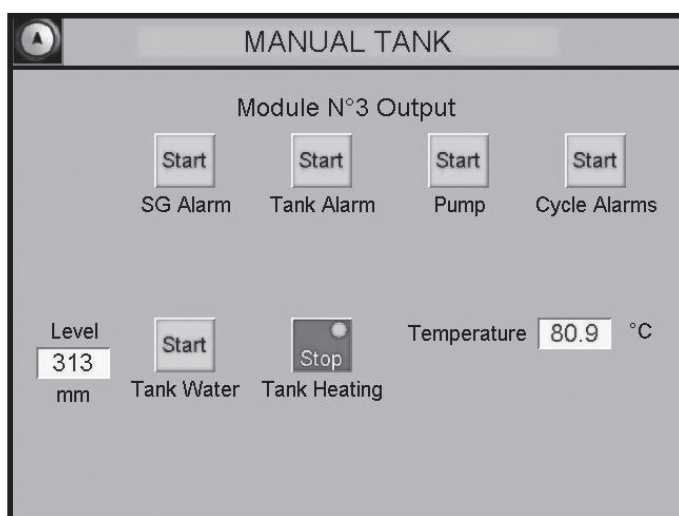 MANUAL TANK
Module N°3 Output
Start Start Start Start
SG Alarm Tank Alarm Pump Cycle Alarms
Level
313
mm
Start
Tank Water
Stop
Tank Heating
Temperature 80.9 °C